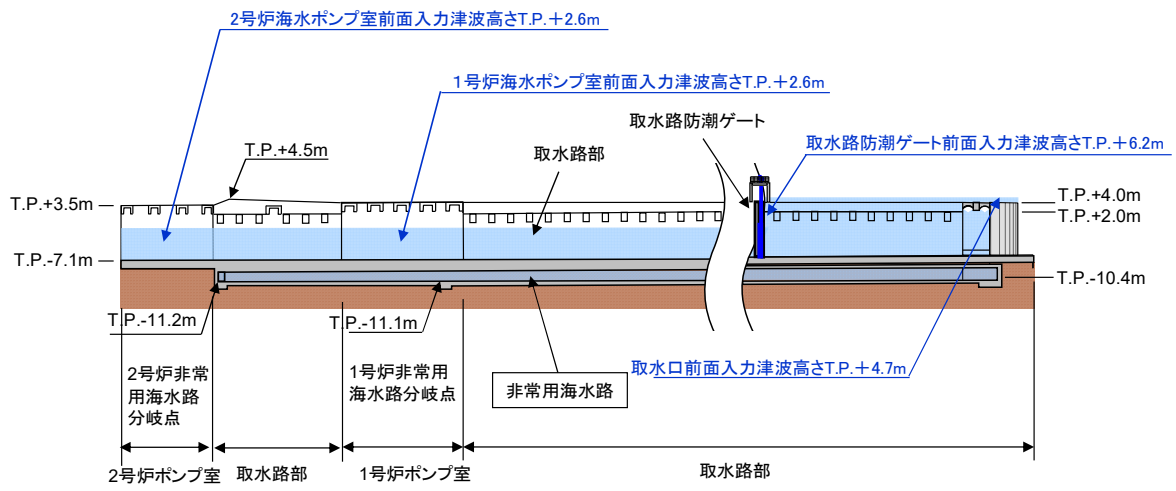 2号炉海水ポンプ室前面入力津波高さT.P.+2.6m
1号炉海水ポンプ室前面入力津波高さT.P.+2.6m
取水路防潮ゲート
取水路防潮ゲート前面入力津波高さT.P.+6.2m
T.P.+4.5m
取水路部
T.P.+3.5m
T.P.+4.0m
T.P.+2.0m
T.P.-7.1m
T.P.-10.4m
T.P.-11.2m
T.P.-11.1m
取水口前面入力津波高さT.P.+4.7m
2号炉非常
用海水路
分岐点
1号炉非常用
海水路分岐点
非常用海水路
2号炉ポンプ室
取水路部
1号炉ポンプ室
取水路部